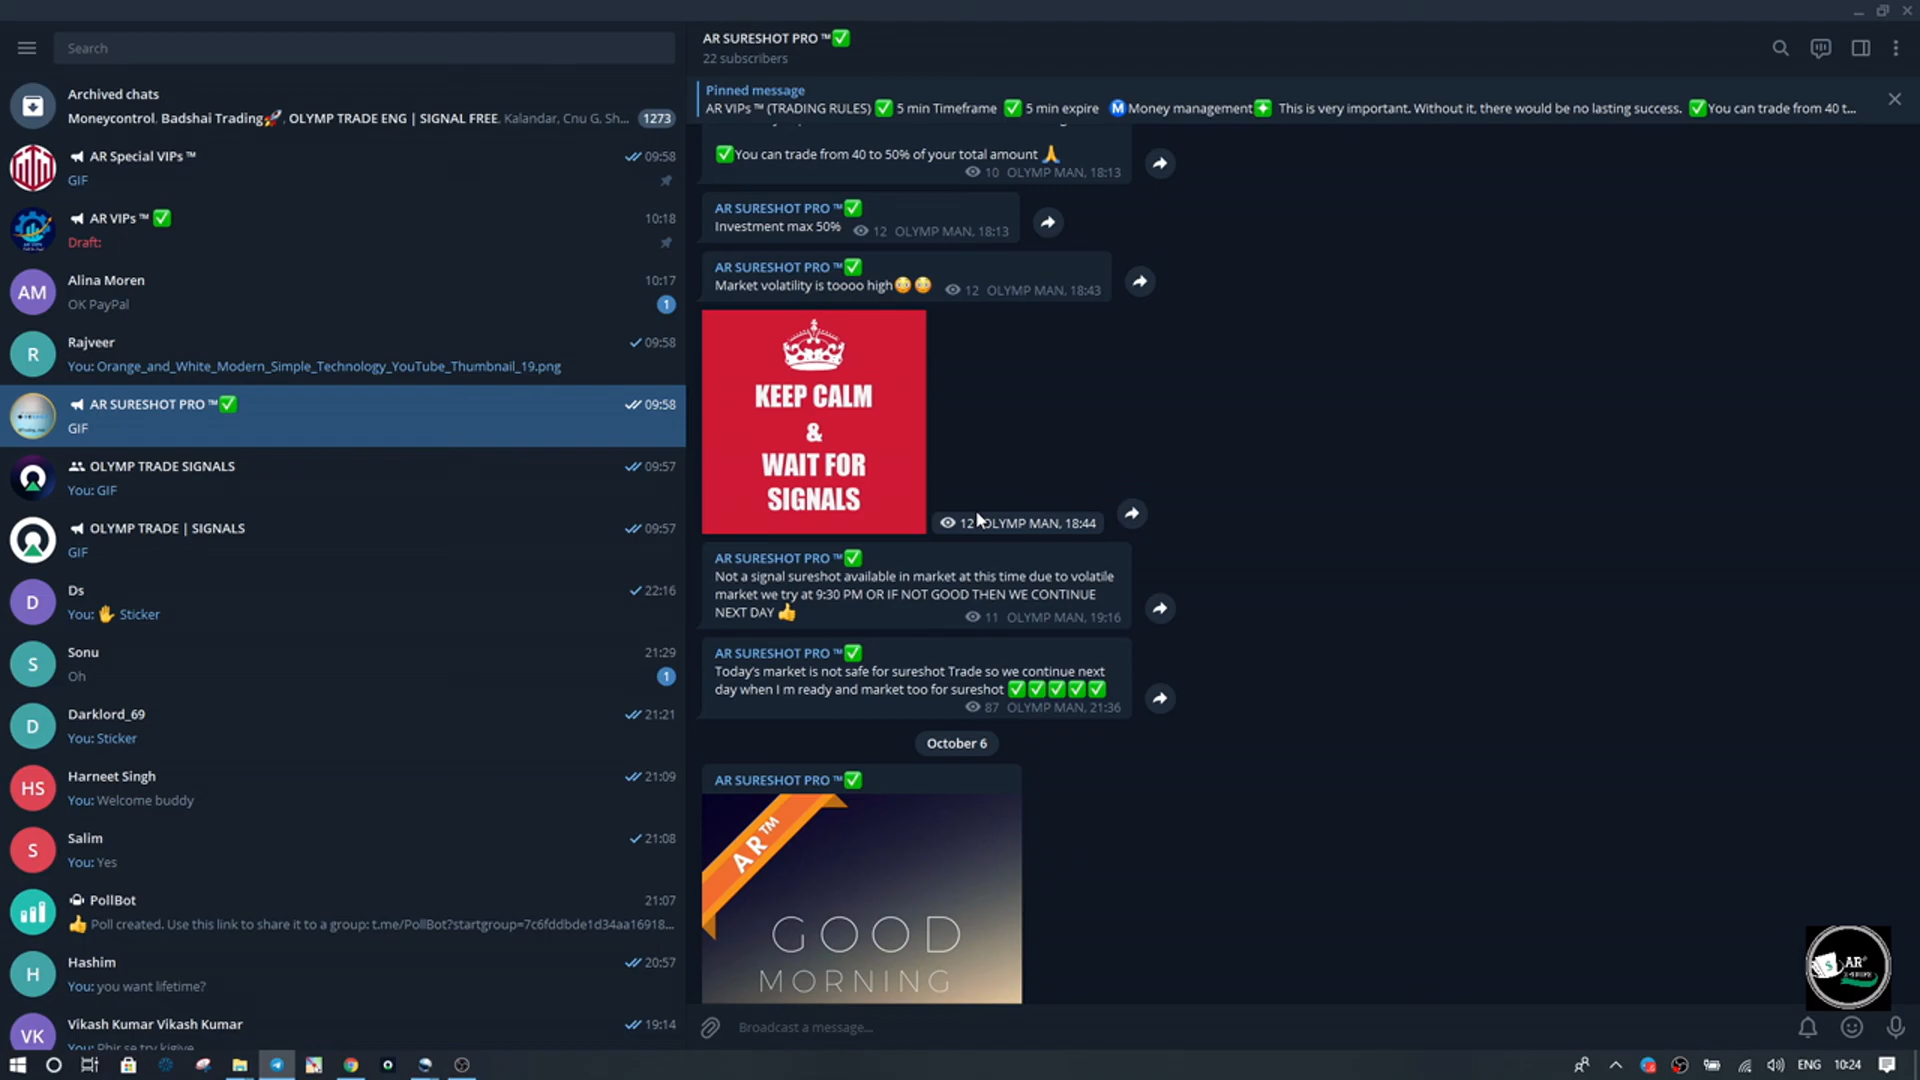 Search
Archived chats
Moneycontrol, Badshai Trading🚀, OLYMP TRADE ENG | SIGNAL FREE, Kalandar, Cnu G, Sh...
1273
AR Special VIPs ™
09:58
GIF
AR VIPs ™ ✅
10:18
Draft:
Alina Moren
10:17
AM
OK PayPal
1
Rajveer
09:58
R
You: Orange_and_White_Modern_Simple_Technology_YouTube_Thumbnail_19.png
AR SURESHOT PRO ™✅
09:58
GIF
OLYMP TRADE SIGNALS
09:57
You: GIF
OLYMP TRADE | SIGNALS
09:57
GIF
Ds
22:16
D
You: ✋ Sticker
Sonu
21:29
S
Oh
1
Darklord_69
21:21
D
You: Sticker
Harneet Singh
21:09
HS
You: Welcome buddy
Salim
21:08
S
You: Yes
PollBot
21:07
👍 Poll created. Use this link to share it to a group: t.me/PollBot?startgroup=7c6fddbde1d34aa16918...
Hashim
20:57
H
You: you want lifetime?
Vikash Kumar Vikash Kumar
19:14
VK
You: Phir se try kigiye
AR SURESHOT PRO ™✅
22 subscribers
Pinned message
AR VIPs ™ (TRADING RULES) ✅ 5 min Timeframe ✅ 5 min expire Ⓜ️Money management❇️ This is very important. Without it, there would be no lasting success. ✅You can trade from 40 t...
✅You can trade from 40 to 50% of your total amount 🙏
10 OLYMP MAN, 18:13
AR SURESHOT PRO ™✅
Investment max 50%
12 OLYMP MAN, 18:13
AR SURESHOT PRO ™✅
Market volatility is toooo high😳😳
12 OLYMP MAN, 18:43
KEEP CALM
&
WAIT FOR
SIGNALS
12 OLYMP MAN, 18:44
AR SURESHOT PRO ™✅
Not a signal sureshot available in market at this time due to volatile
market we try at 9:30 PM OR IF NOT GOOD THEN WE CONTINUE
NEXT DAY 👍
11 OLYMP MAN, 19:16
AR SURESHOT PRO ™✅
Today's market is not safe for sureshot Trade so we continue next
day when I m ready and market too for sureshot ✅✅✅✅✅
87 OLYMP MAN, 21:36
October 6
AR SURESHOT PRO ™✅
AR™
GOOD
MORNING
Broadcast a message...
AR
ENG
10:24